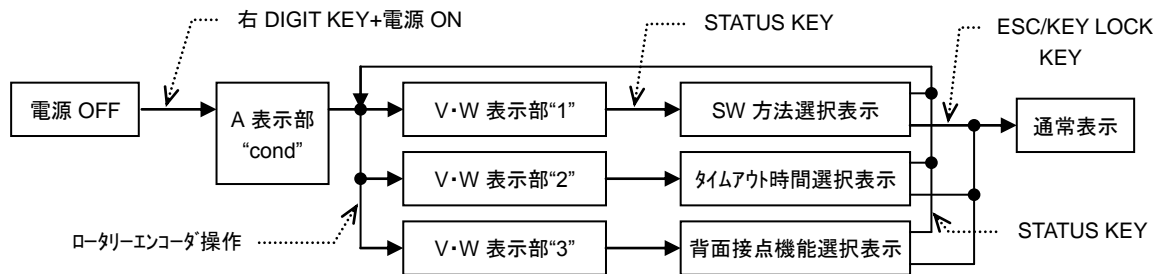 右 DIGIT KEY+電源 ON
STATUS KEY
ESC/KEY LOCK
KEY
電源 OFF
A 表示部
“cond”
V・W 表示部“1”
SW 方法選択表示
通常表示
V・W 表示部“2”
ﾀｲﾑｱｳﾄ時間選択表示
ﾛｰﾀﾘｰｴﾝｺｰﾀﾞ操作
V・W 表示部“3”
背面接点機能選択表示
STATUS KEY